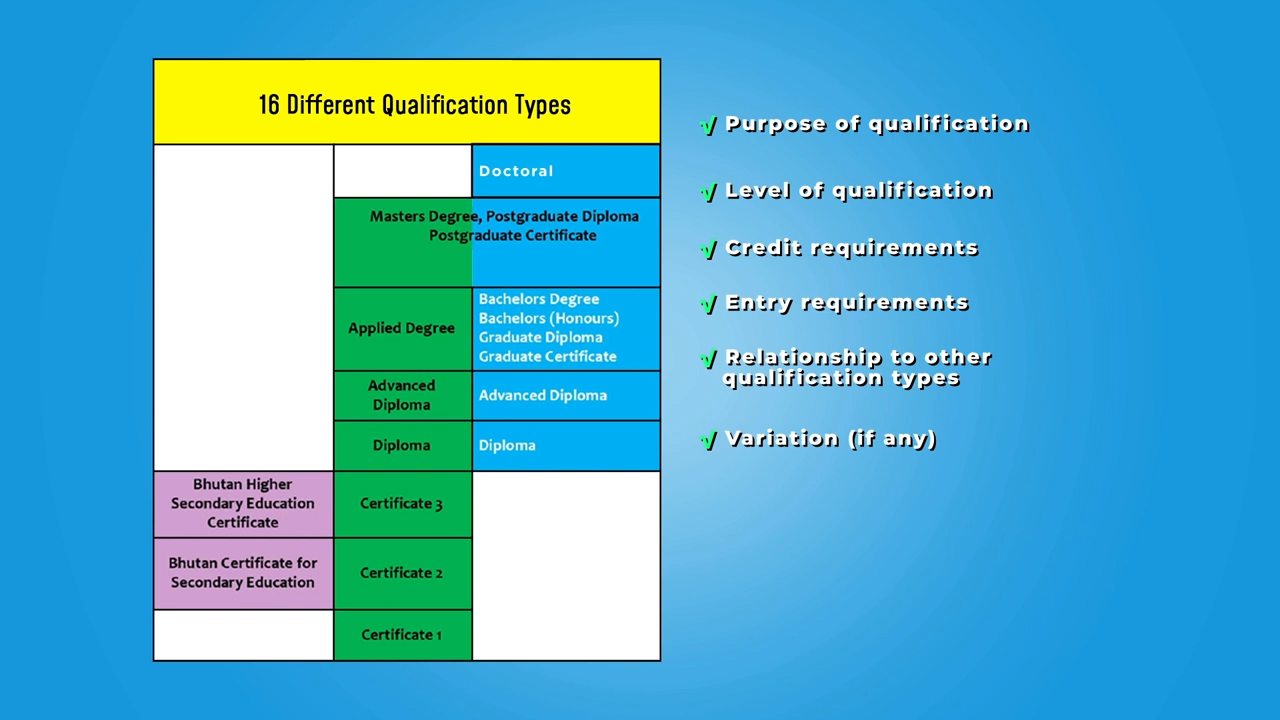 16 Different Qualification Types
Doctoral
Masters Degree, Postgraduate Diploma
Postgraduate Certificate
Applied Degree
Bachelors Degree
Bachelors (Honours)
Graduate Diploma
Graduate Certificate
Advanced
Diploma
Advanced Diploma
Diploma
Diploma
Bhutan Higher
Secondary Education
Certificate
Certificate 3
Bhutan Certificate for
Secondary Education
Certificate 2
Certificate 1
√ Purpose of qualification
√ Level of qualification
√ Credit requirements
√ Entry requirements
√ Relationship to other
qualification types
√ Variation (if any)